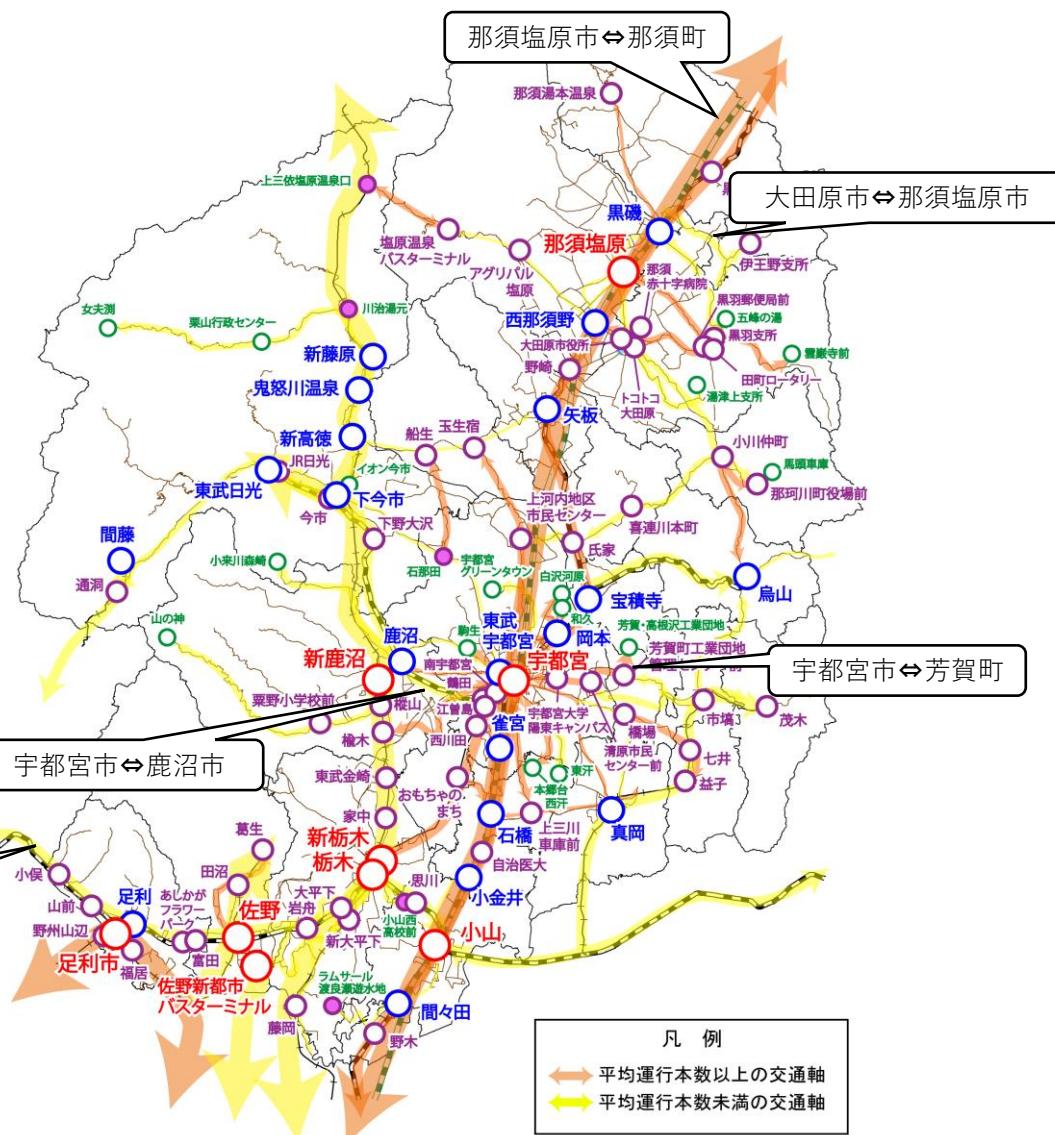 那須塩原市⇔那須町
那須湯本温泉
上三依塩原温泉口
黒磯
大田原市⇔那須塩原市
塩原温泉
バスターミナル
那須塩原
アグリパル
塩原
那須
赤十字病院
伊王野支所
女夫渕
栗山行政センター
川治湯元
西那須野
黒羽郵便局前
五峰の湯
黒羽支所
大田原市役所
雲巌寺前
新藤原
野崎
トコトコ
大田原
田町ロータリー
湯津上支所
鬼怒川温泉
矢板
船生
玉生宿
新高徳
小川仲町
JR日光
イオン今市
馬頭車庫
東武日光
下今市
今市
那珂川町役場前
上河内地区
市民センター
喜連川本町
間藤
下野大沢
氏家
小来川森崎
石那田
宇都宮
グリーンタウン
白沢河原
通洞
宝積寺
烏山
和久
山の神
駒生
東武
宇都宮
岡本
芳賀・高根沢工業団地
鹿沼
芳賀町工業団地
管理センター前
新鹿沼
南宇都宮
宇都宮
鶴田
宇都宮市⇔芳賀町
粟野小学校前
樅山
江曽島
宇都宮大学
陽東キャンパス
市塙
茂木
楡木
西川田
雀宮
橋場
清原市民
センター前
七井
宇都宮市⇔鹿沼市
東武金崎
おもちゃの
まち
東汗
本郷台
西汗
益子
家中
石橋
上三川
車庫前
真岡
葛生
新栃木
栃木
自治医大
小俣
田沼
大平下
思川
小金井
山前
足利
あしかが
フラワー
パーク
佐野
岩舟
小山西
高校前
小山
野州山辺
新大平下
足利市
福居
富田
佐野新都市
バスターミナル
ラムサール
渡良瀬遊水地
間々田
藤岡
野木
凡 例
平均運行本数以上の交通軸
平均運行本数未満の交通軸